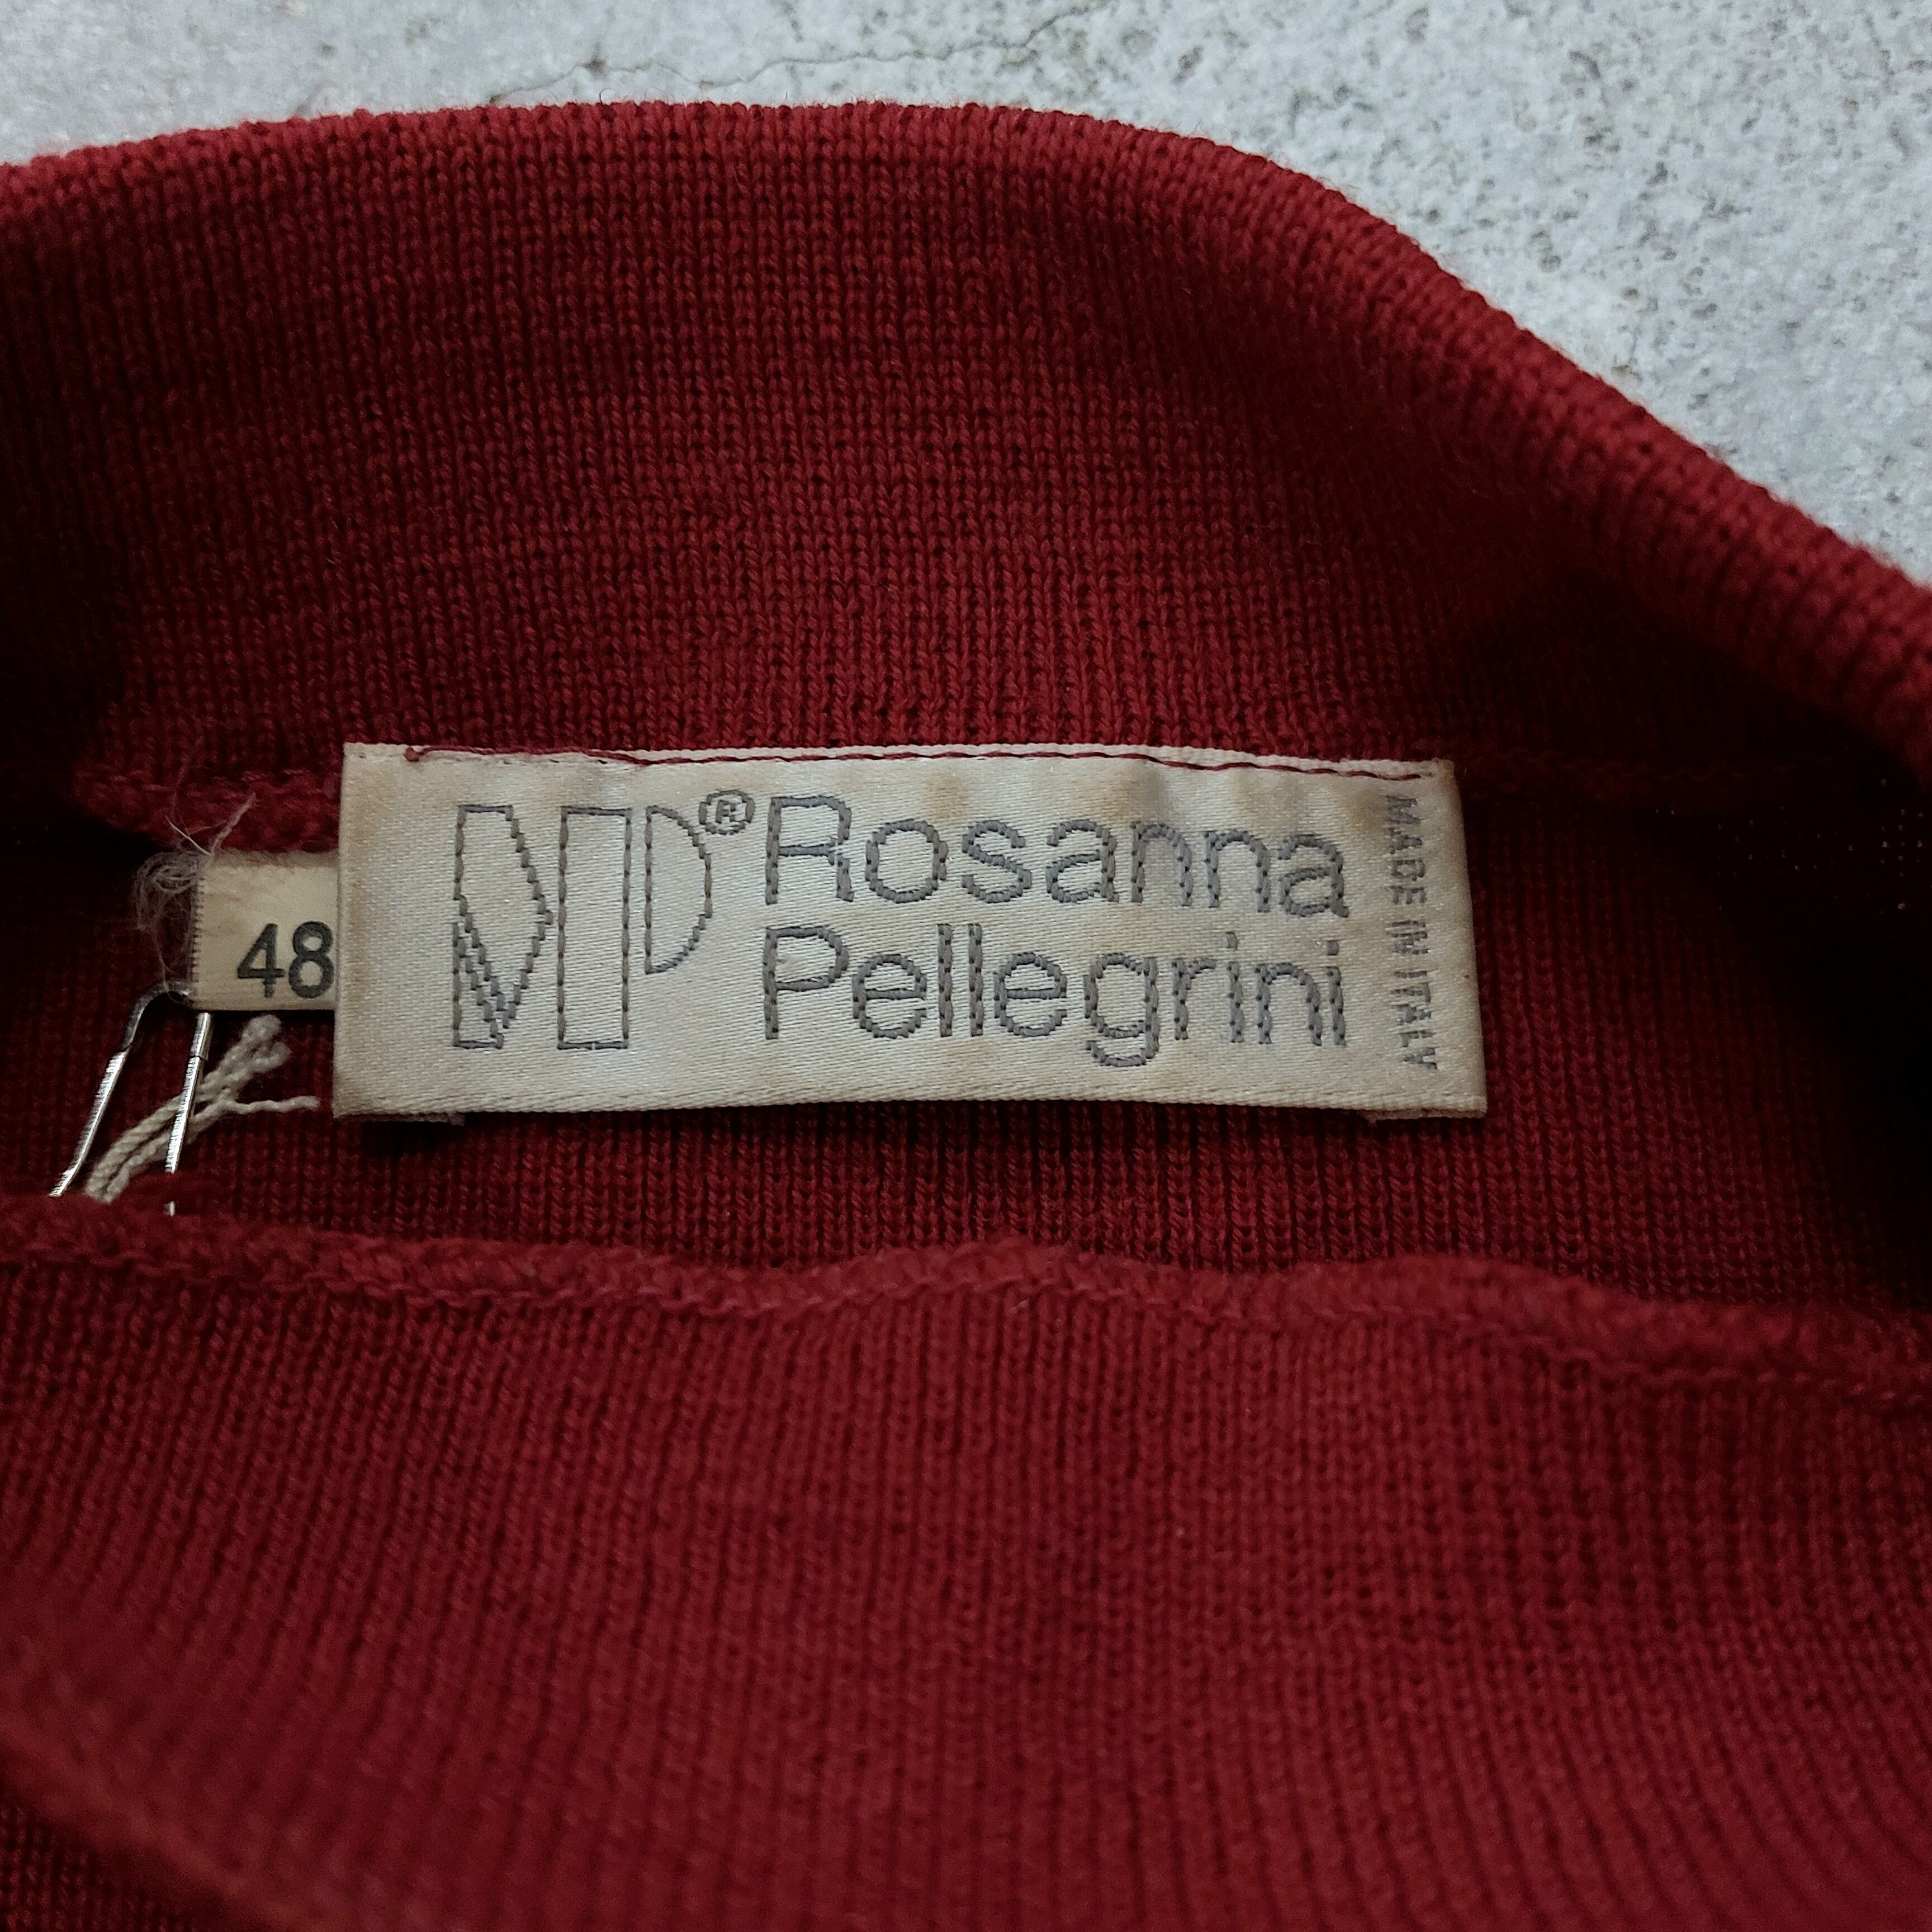 48
®
Rosanna
Pellegrini
MADE IN ITALY